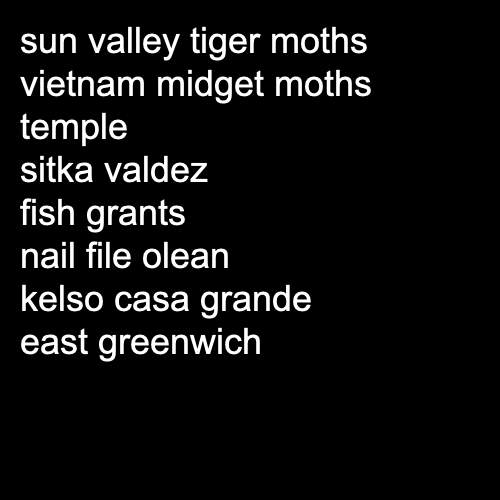 sun valley tiger moths
vietnam midget moths
temple
sitka valdez
fish grants
nail file olean
kelso casa grande
east greenwich